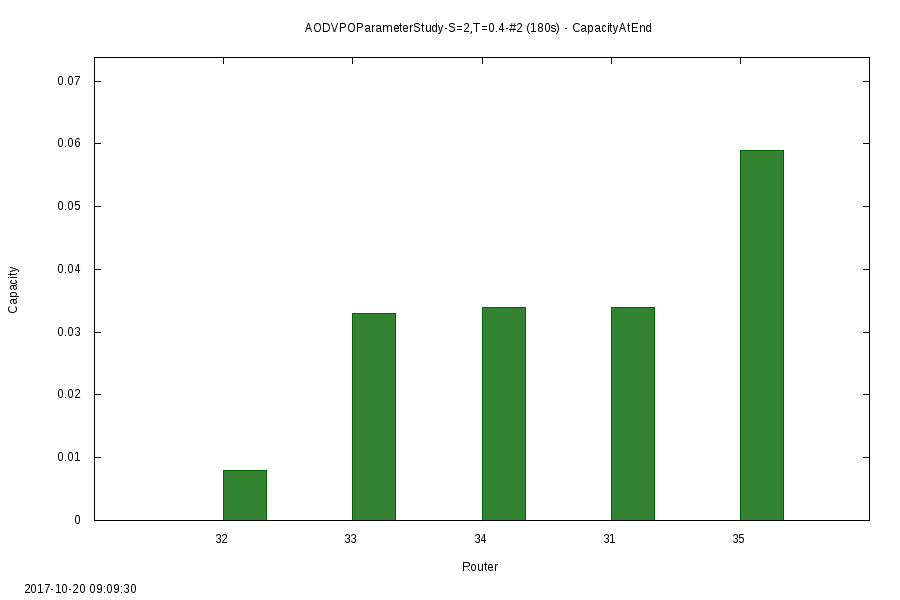 AODVPOParameterStudy-S=2,T=0.4-#2 (180s) - CapacityAtEnd
0.07
0.06
0.05
0.04
0.03
0.02
0.01
0
Capacity
32 33 34 31 35
Router
2017-10-20 09:09:30